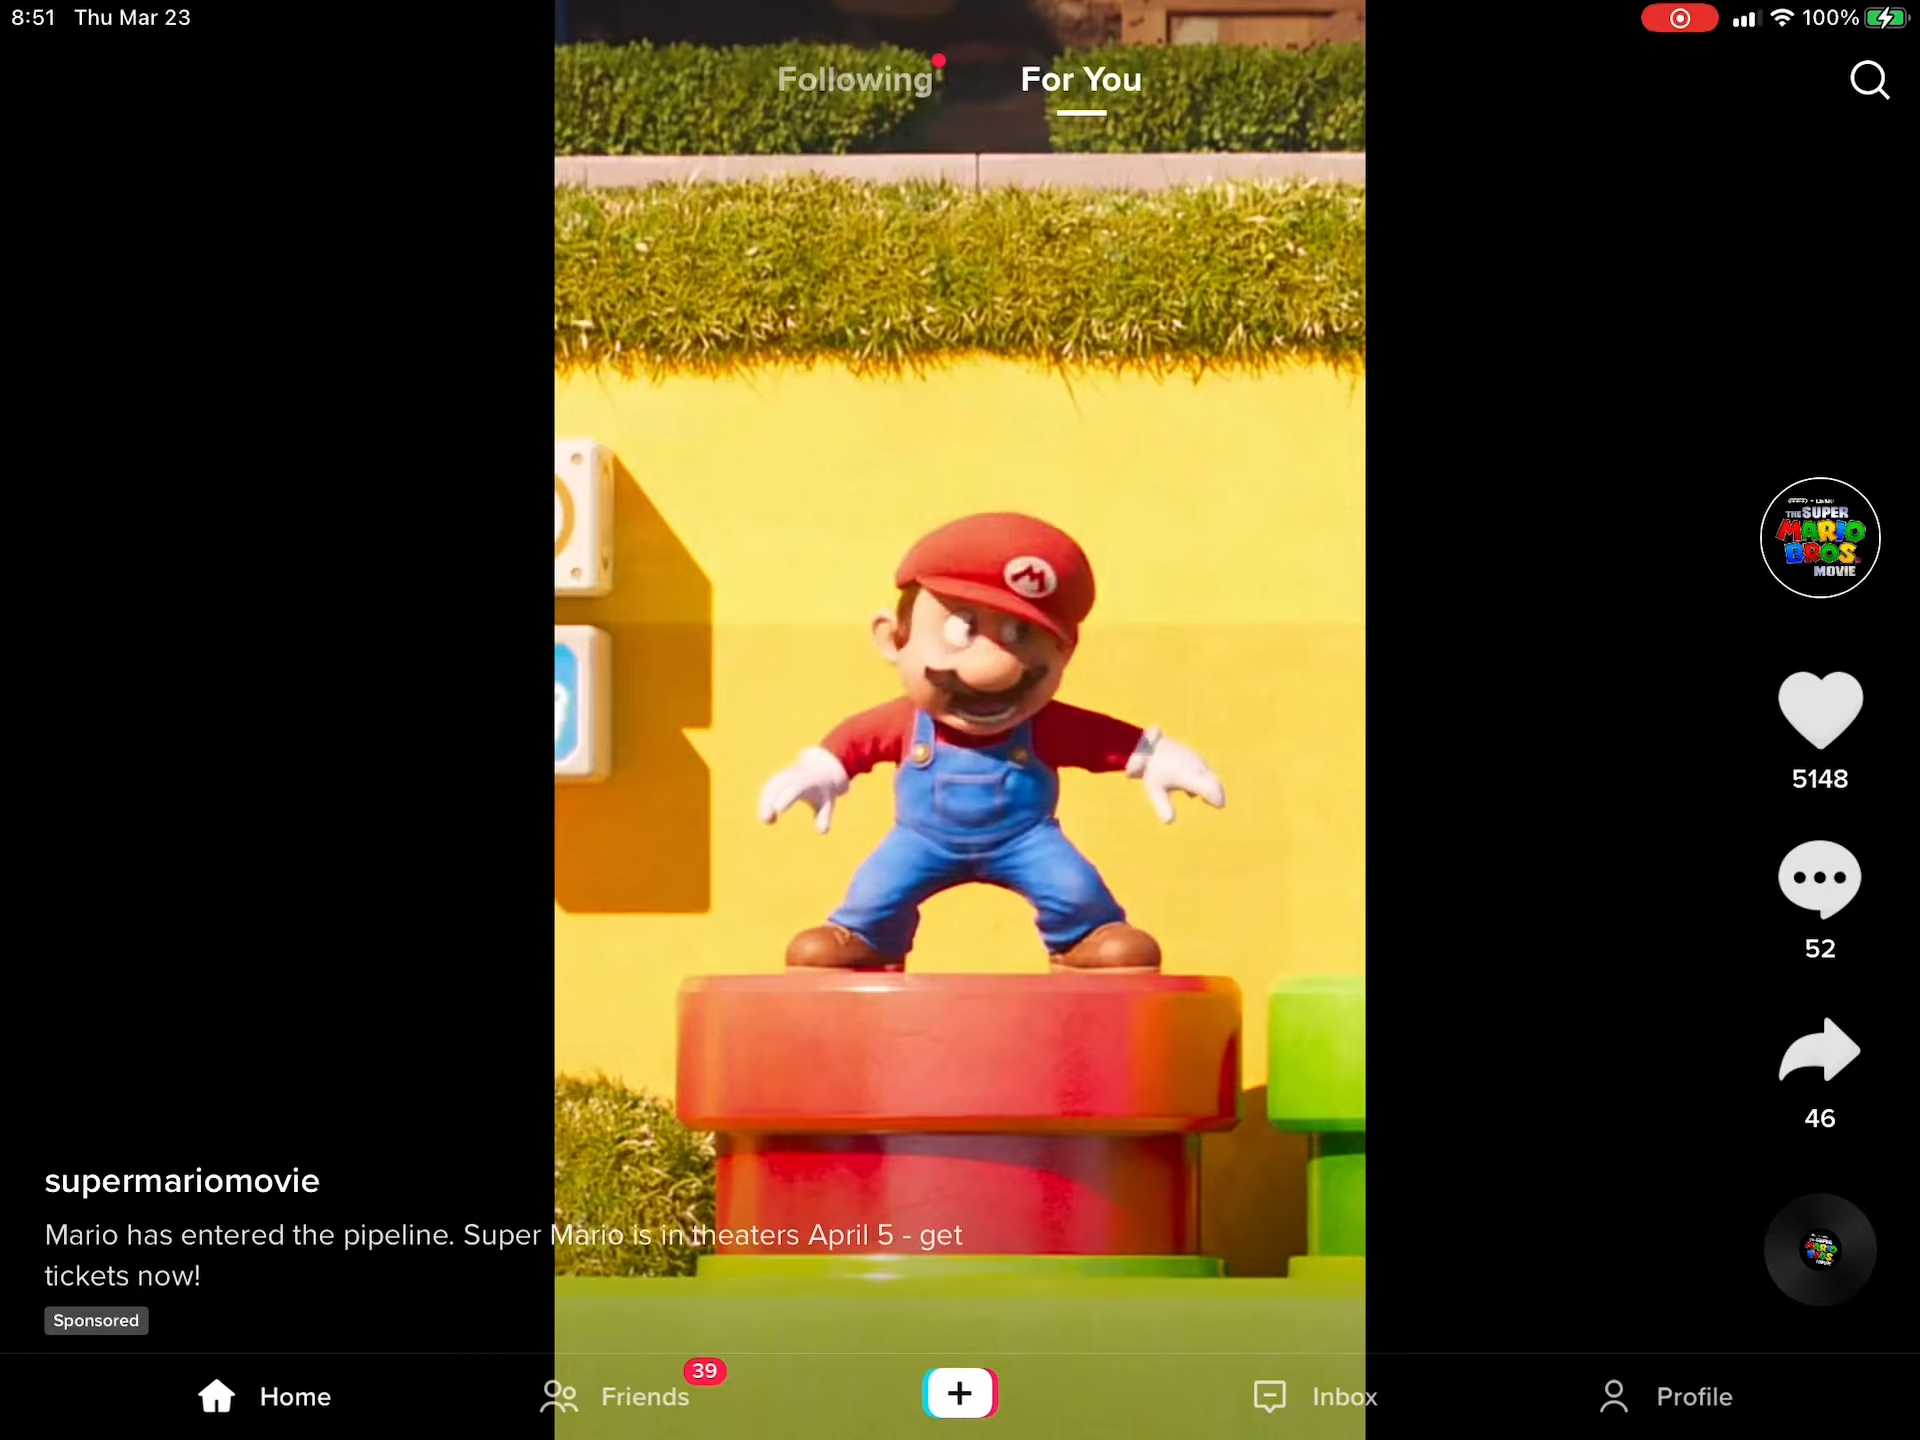 8:51 Thu Mar 23
100%
Following
For You
THE SUPER
MARIO
BROS.
MOVIE
5148
52
46
supermariomovie
Mario has entered the pipeline. Super Mario is in theaters April 5 - get
tickets now!
Sponsored
Home
39
Friends
Inbox
Profile